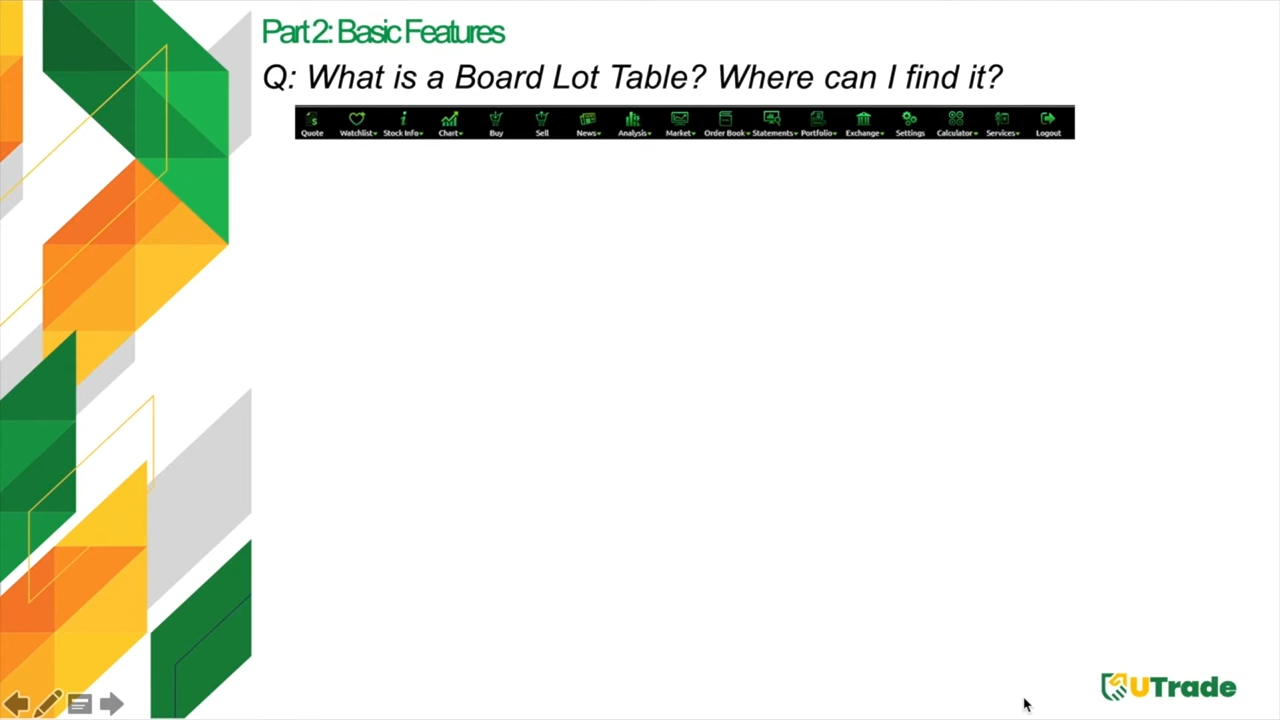 Part 2: Basic Features
Q: What is a Board Lot Table? Where can I find it?
Quote Watchlist Stock Info Chart Buy Sell News Analysis Market Order Book Statements Portfolio Exchange Settings Calculator Services Logout
UTrade